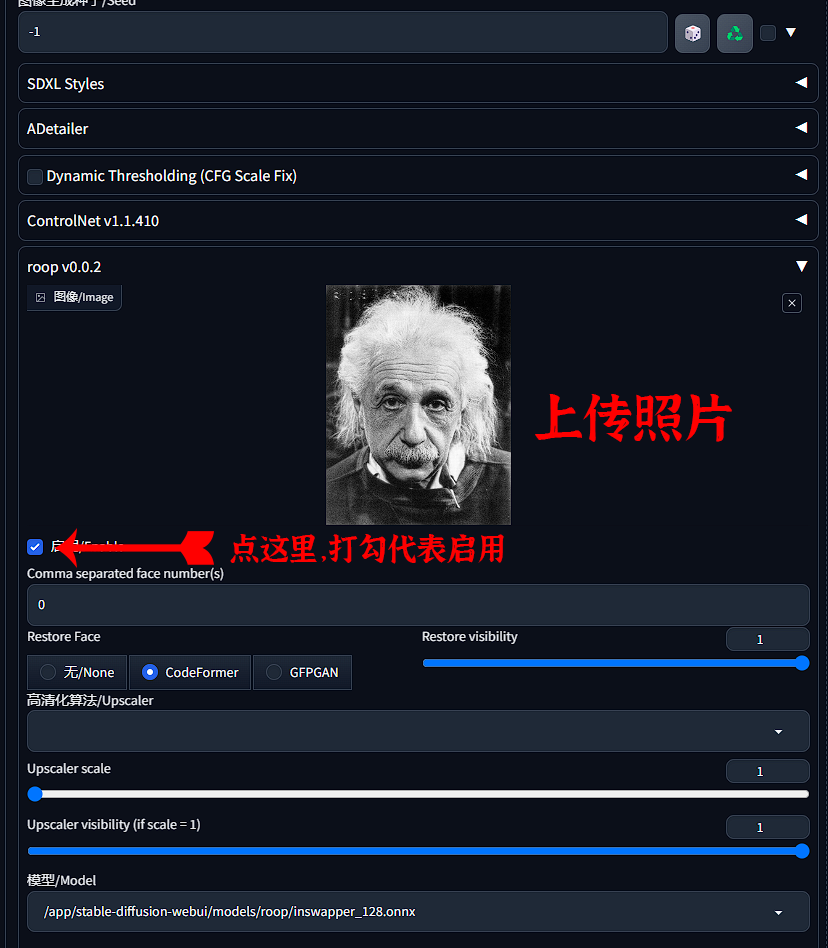 图像生成种子/Seed
-1
SDXL Styles
ADetailer
Dynamic Thresholding (CFG Scale Fix)
ControlNet v1.1.410
roop v0.0.2
图像/Image
上传照片
启用/Enable
点这里,打勾代表启用
Comma separated face number(s)
0
Restore Face
Restore visibility
1
无/None
CodeFormer
GFPGAN
高清化算法/Upscaler
Upscaler scale
1
Upscaler visibility (if scale = 1)
1
模型/Model
/app/stable-diffusion-webui/models/roop/inswapper_128.onnx